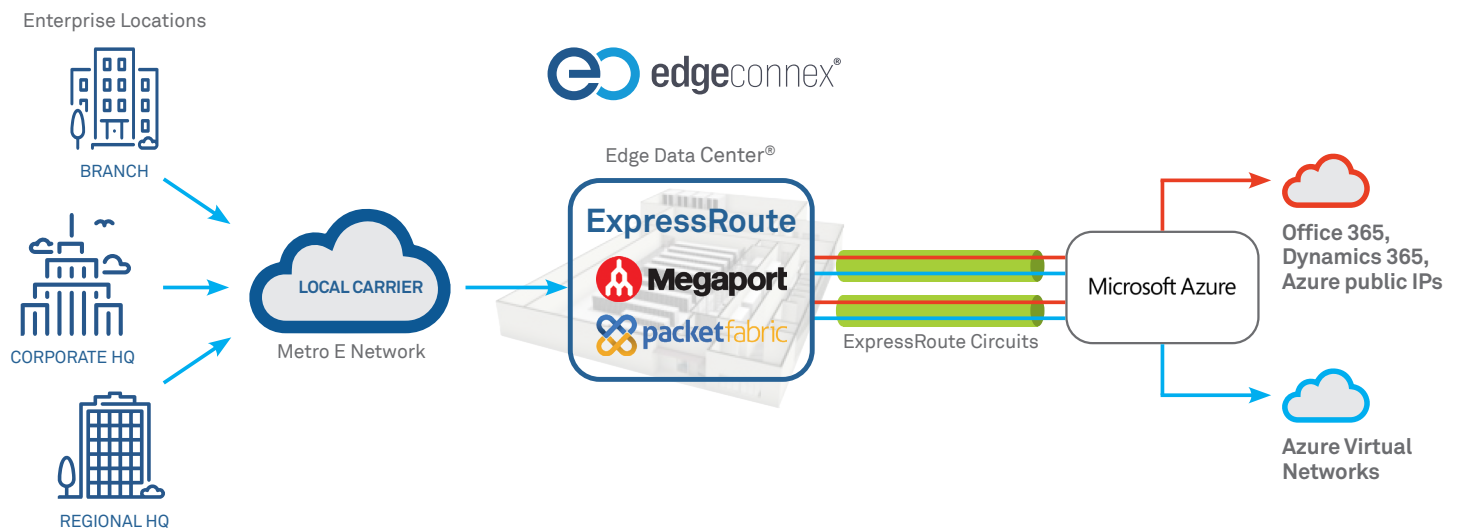 Enterprise Locations
BRANCH
CORPORATE HQ
REGIONAL HQ
LOCAL CARRIER
Metro E Network
edgeconnex®
Edge Data Center®
ExpressRoute
Megaport
packetfabric
ExpressRoute Circuits
Microsoft Azure
Office 365,
Dynamics 365,
Azure public IPs
Azure Virtual
Networks